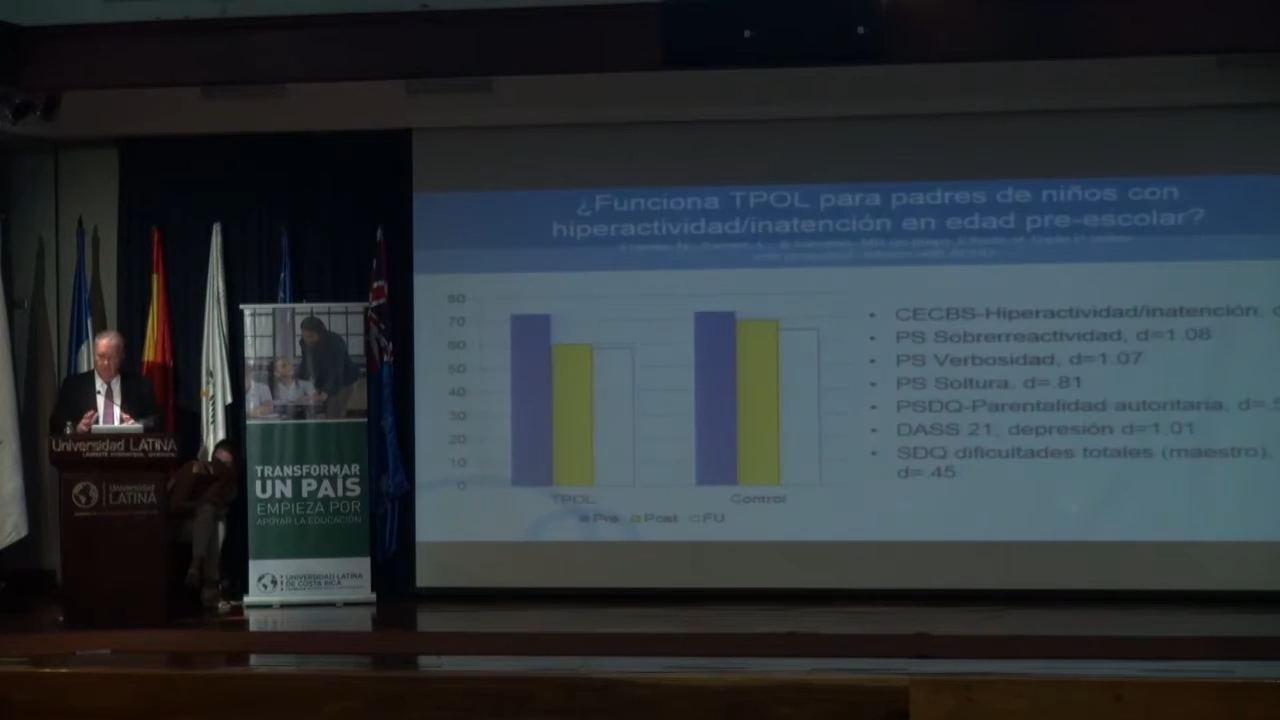 ¿Funciona TPOL para padres de niños con
hiperactividad/inatención en edad pre-escolar?
80
70
60
50
40
30
20
10
0
TPOL
Control
Pre Post FU
• CECBS-Hiperactividad/inatención,
• PS Sobrerreactividad, d=1.08
• PS Verbosidad, d=1.07
• PS Soltura. d=.81
• PSDQ-Parentalidad autoritaria, d=.
• DASS 21, depresión d=1.01
• SDQ dificultades totales (maestro),
d=.45
Universidad LATINA
Universidad
LATINA
TRANSFORMAR
UN PAÍS
EMPIEZA POR
APOYAR LA EDUCACIÓN
UNIVERSIDAD LATINA
DE COSTA RICA